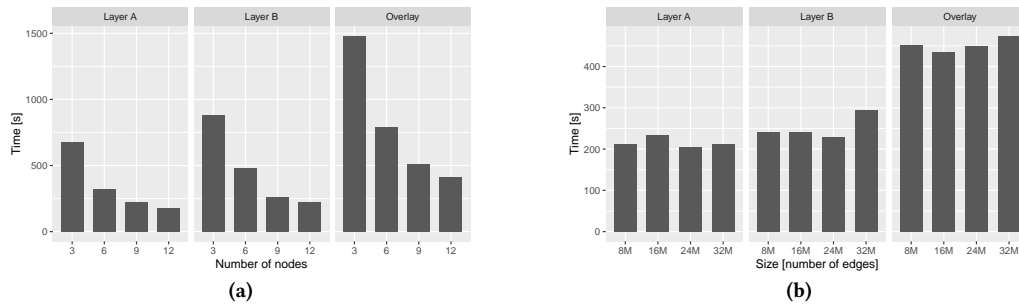 Layer A Layer B Overlay
Time [s]
1500
1000
500
0
3 6 9 12 3 6 9 12 3 6 9 12
Number of nodes
(a)
Layer A Layer B Overlay
Time [s]
400
300
200
100
0
8M 16M 24M 32M 8M 16M 24M 32M 8M 16M 24M 32M
Size [number of edges]
(b)